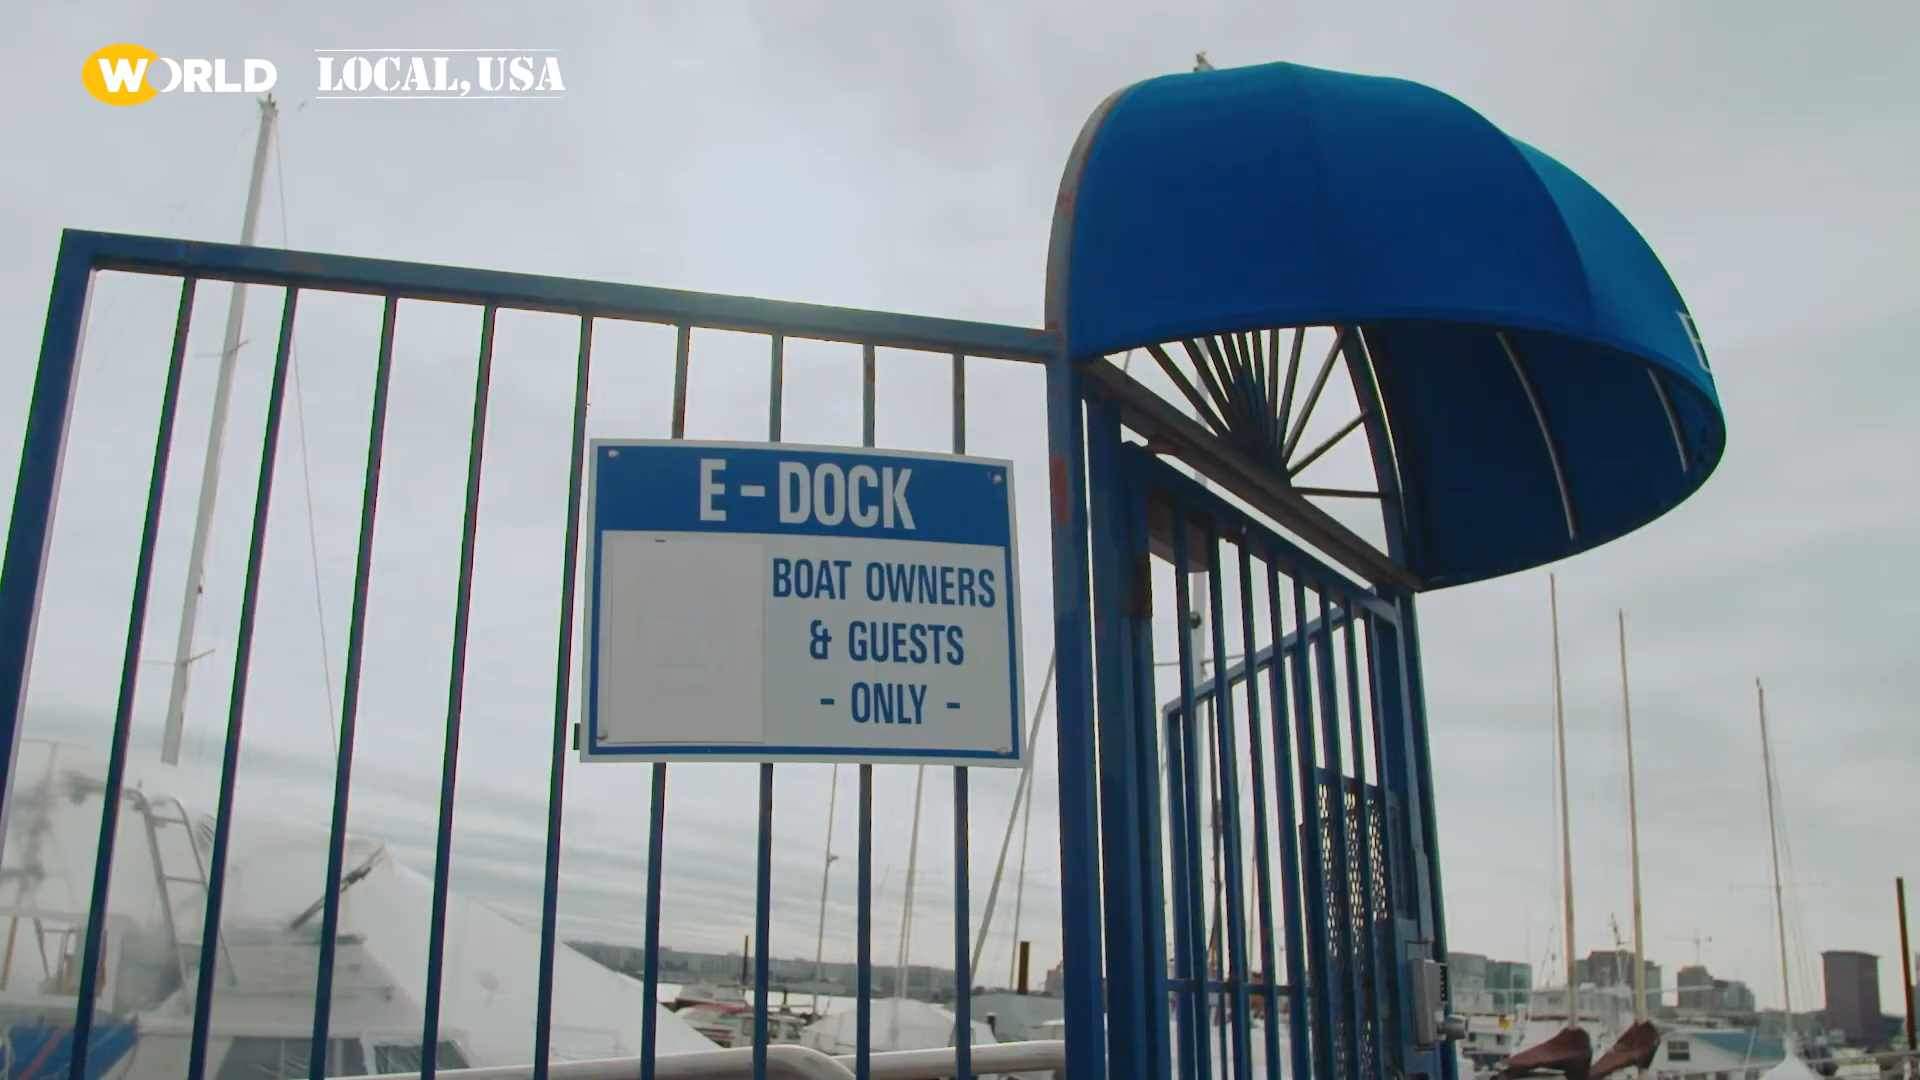 WORLD LOCAL, USA
E - DOCK
BOAT OWNERS
& GUESTS
- ONLY -
E